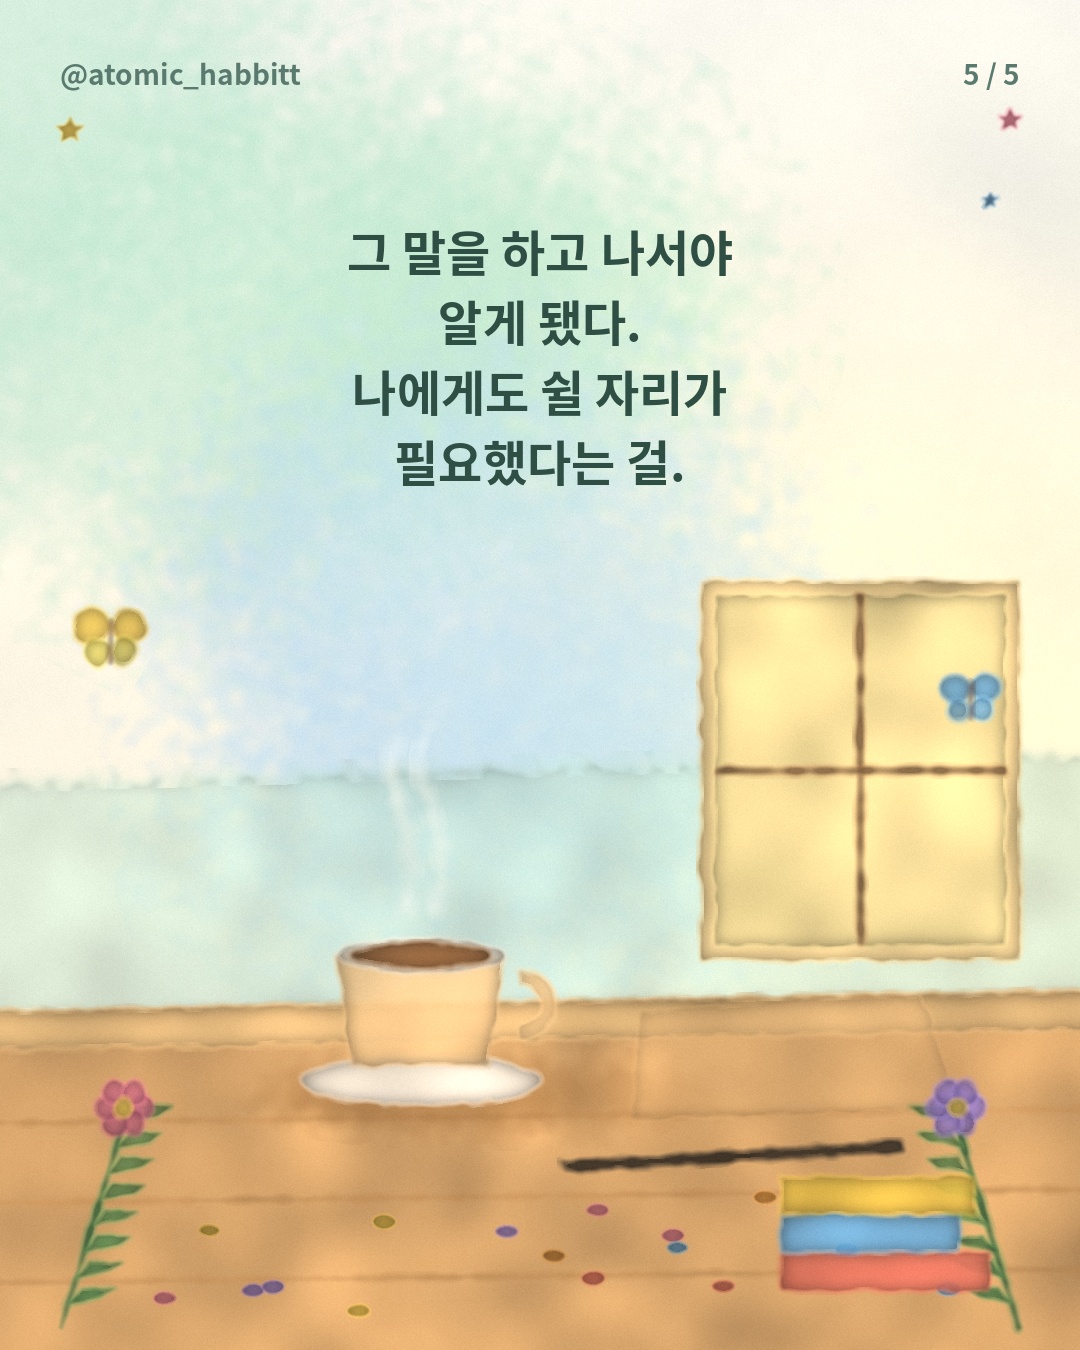 @atomic_habbitt
5 / 5
그 말을 하고 나서야
알게 됐다.
나에게도 쉴 자리가
필요했다는 걸.